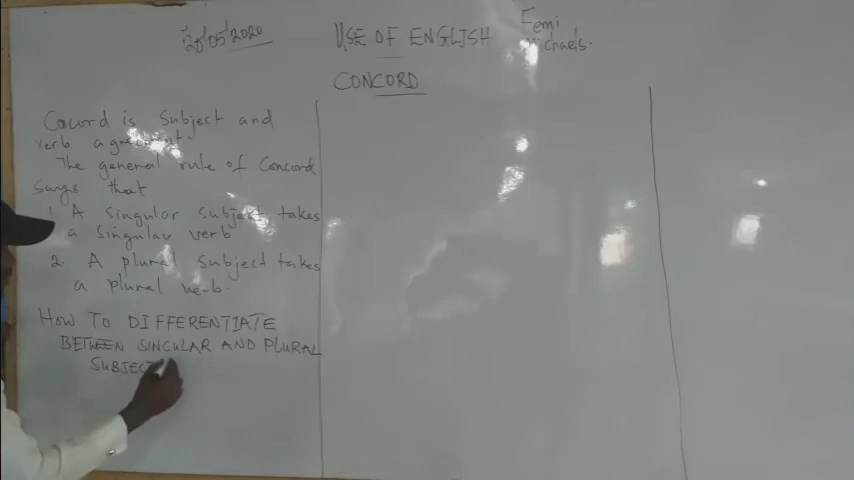 20/05/2020
USE OF ENGLISH
Femi
Michaels.
CONCORD
Concord is Subject and
verb agreement.
The general rule of Concord
says that
1. A singular subject takes
a singular verb
2. A plural subject takes
a plural verb.
HOW TO DIFFERENTIATE
BETWEEN SINGULAR AND PLURAL
SUBJECT